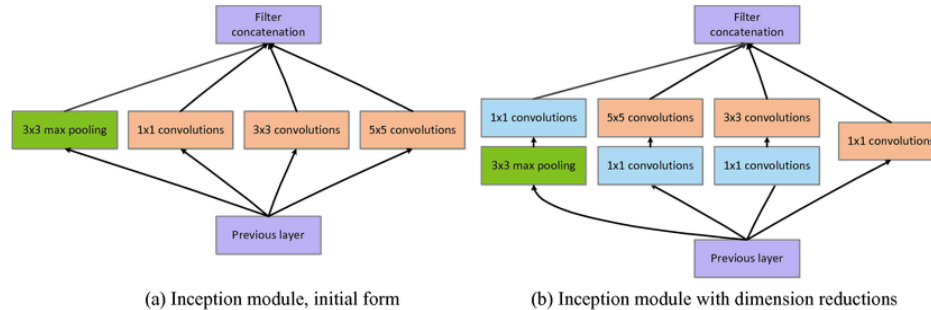 Filter
concatenation
3x3 max pooling
1x1 convolutions
3x3 convolutions
5x5 convolutions
Previous layer
(a) Inception module, initial form
Filter
concatenation
1x1 convolutions
5x5 convolutions
3x3 convolutions
1x1 convolutions
3x3 max pooling
1x1 convolutions
1x1 convolutions
Previous layer
(b) Inception module with dimension reductions